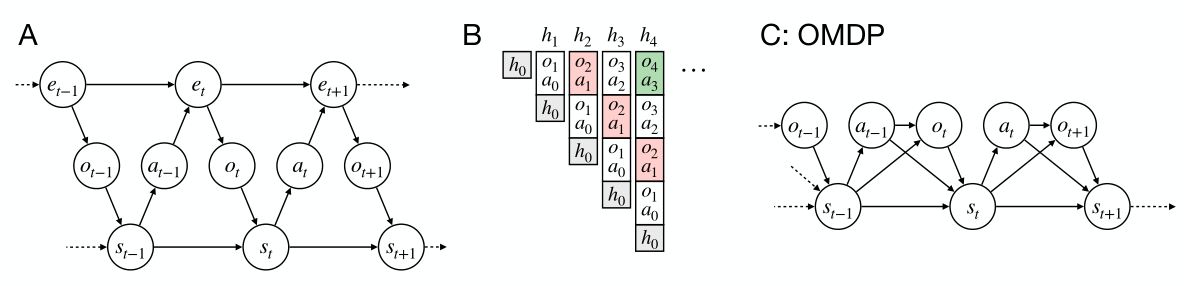 A
e_{t-1} e_t e_{t+1}
o_{t-1} a_{t-1} o_t a_t o_{t+1}
s_{t-1} s_t s_{t+1}
B
h_1 h_2 h_3 h_4
h_0 o_1 o_2 o_3 o_4 ...
a_0 a_1 a_2 a_3
h_0 o_1 o_2 o_3
a_0 a_1 a_2
h_0 o_1 o_2
a_0 a_1
h_0 o_1
a_0
h_0
C: OMDP
o_{t-1} a_{t-1} o_t a_t o_{t+1}
s_{t-1} s_t s_{t+1}